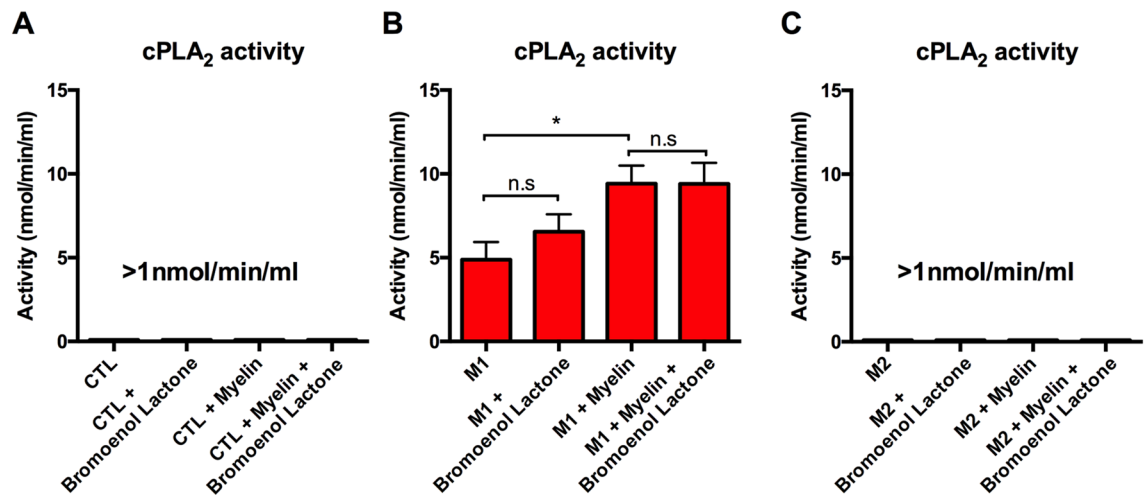 A
cPLA₂ activity
Activity (nmol/min/ml)
15
10
5
0
>1nmol/min/ml
CTL
CTL +
Bromoenol Lactone
CTL + Myelin
CTL + Myelin +
Bromoenol Lactone
B
cPLA₂ activity
Activity (nmol/min/ml)
15
10
5
0
n.s
*
n.s
M1
M1 +
Bromoenol Lactone
M1 + Myelin
M1 + Myelin +
Bromoenol Lactone
C
cPLA₂ activity
Activity (nmol/min/ml)
15
10
5
0
>1nmol/min/ml
M2
M2 +
Bromoenol Lactone
M2 + Myelin
M2 + Myelin +
Bromoenol Lactone